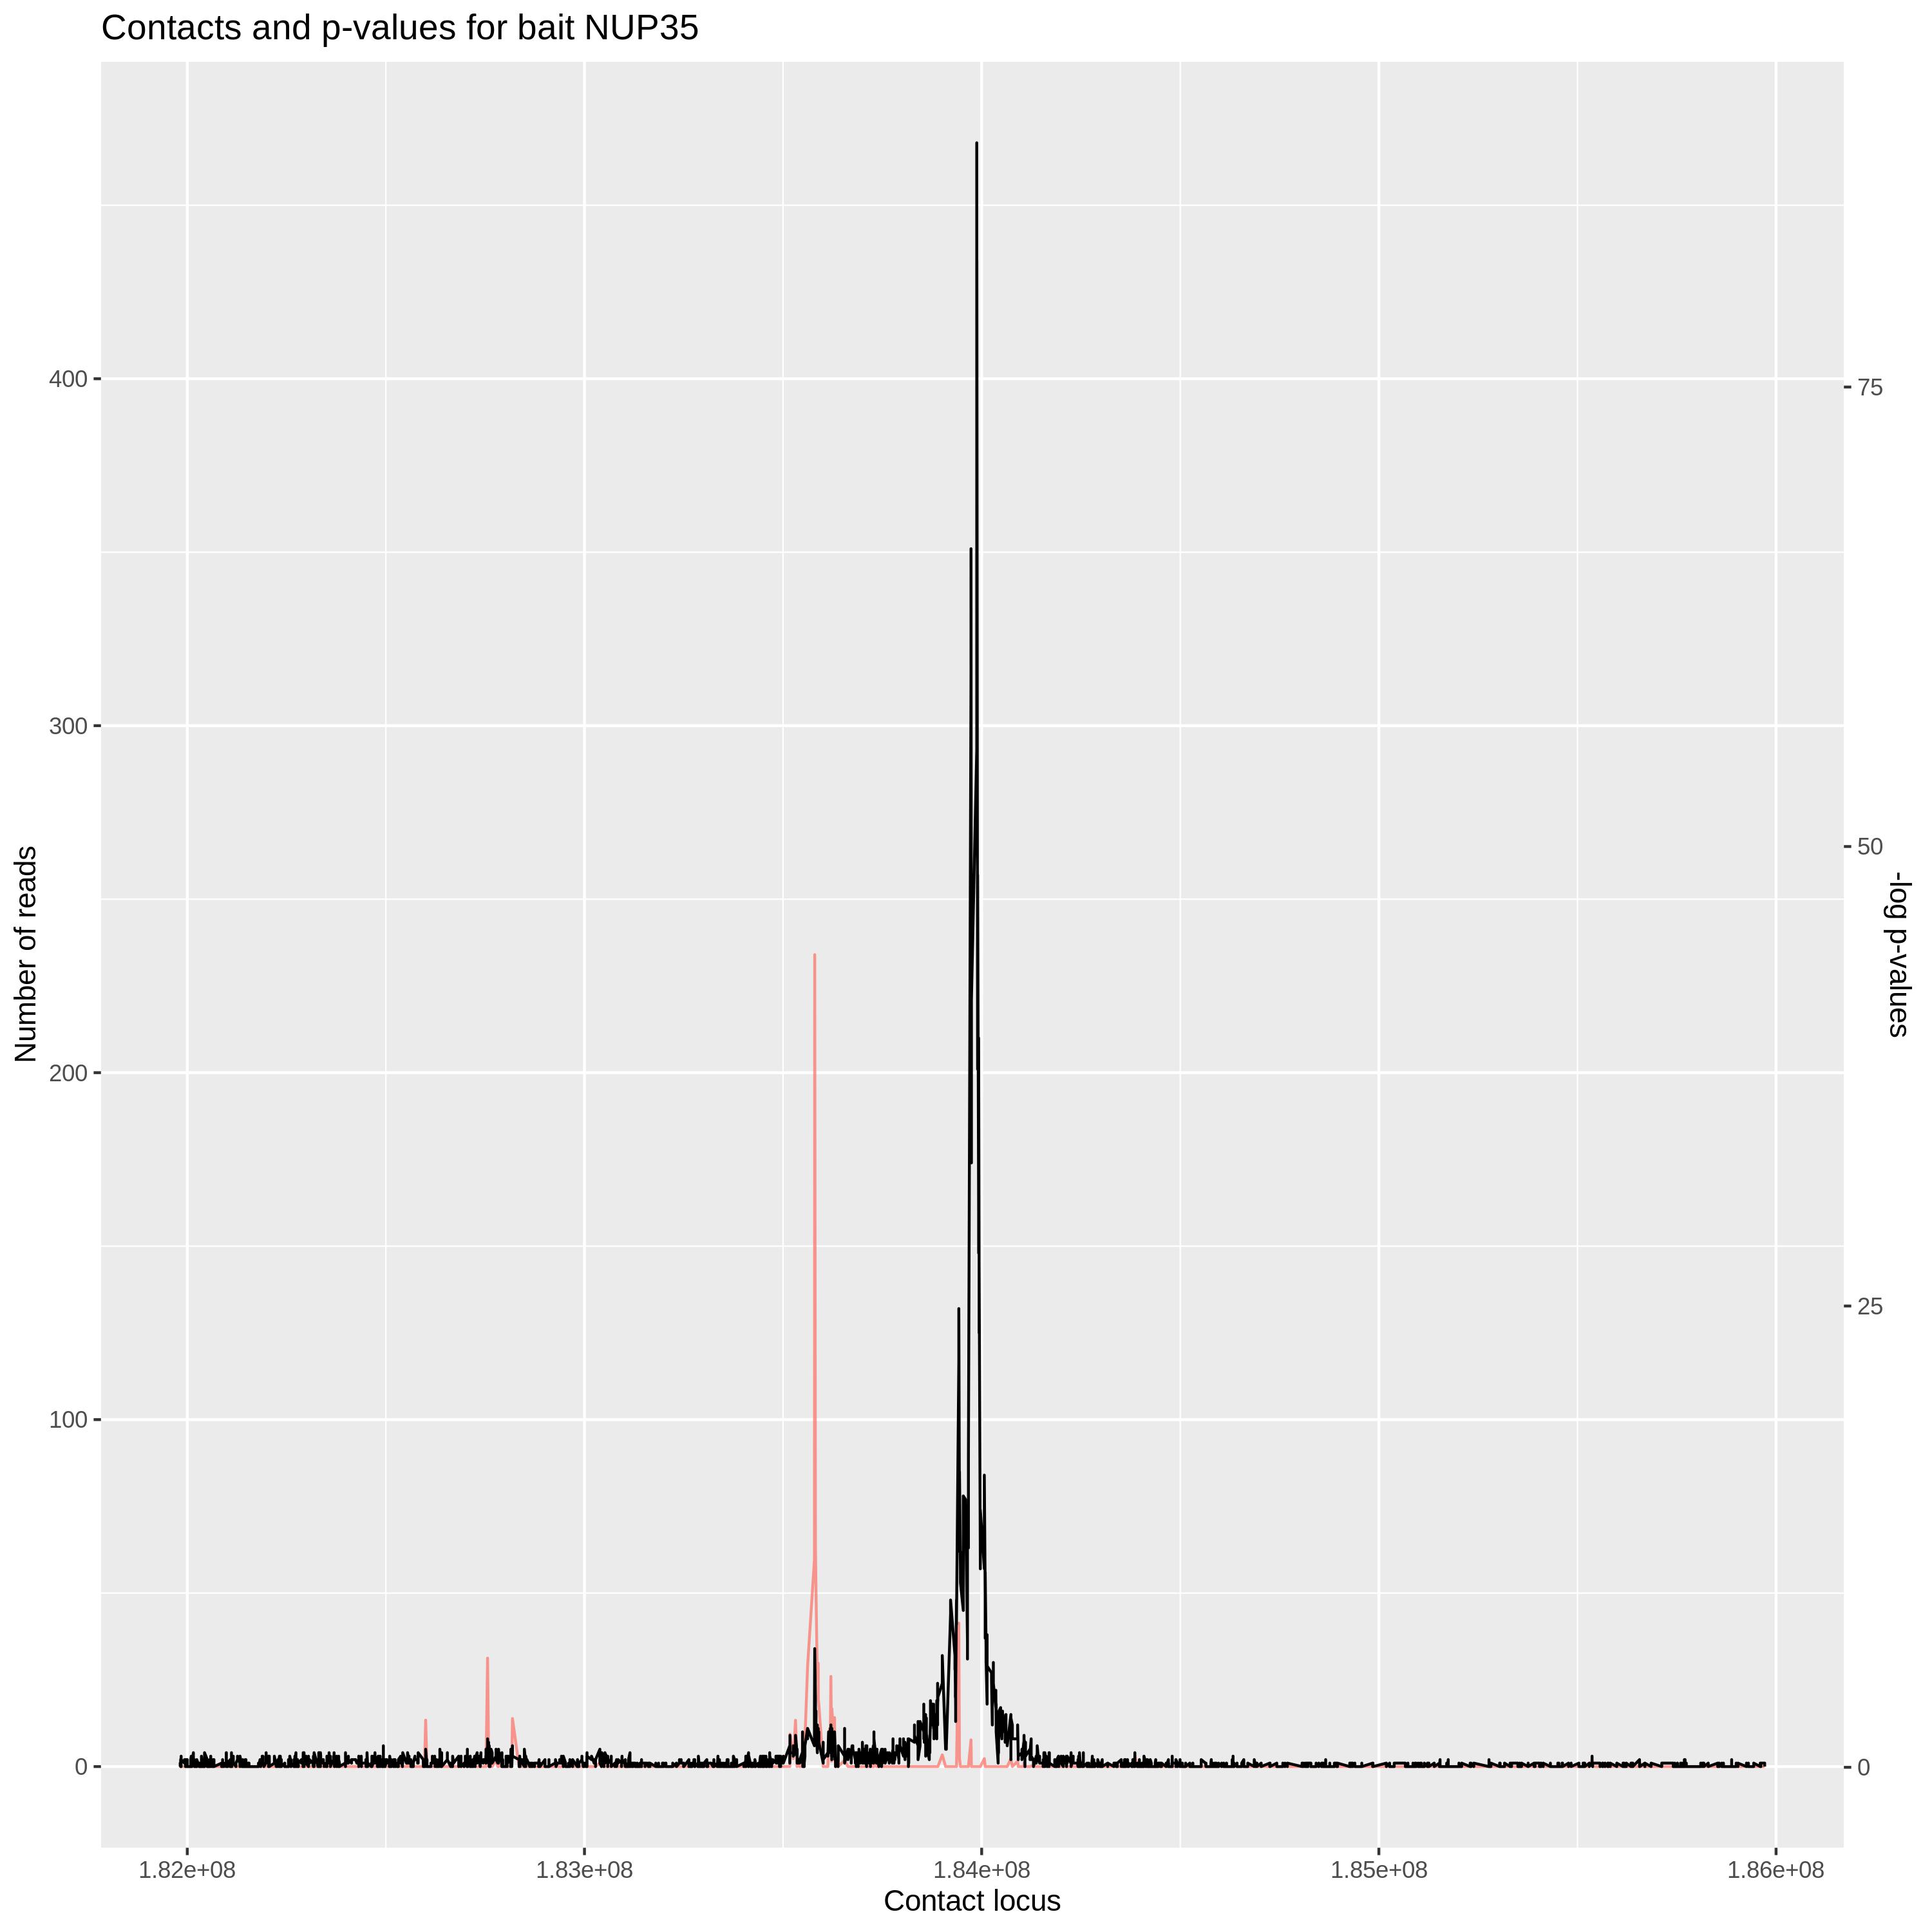 Contacts and p-values for bait NUP35
Number of reads
400
300
200
100
0
75
50
25
0
-log p-values
1.82e+08
1.83e+08
1.84e+08
1.85e+08
1.86e+08
Contact locus